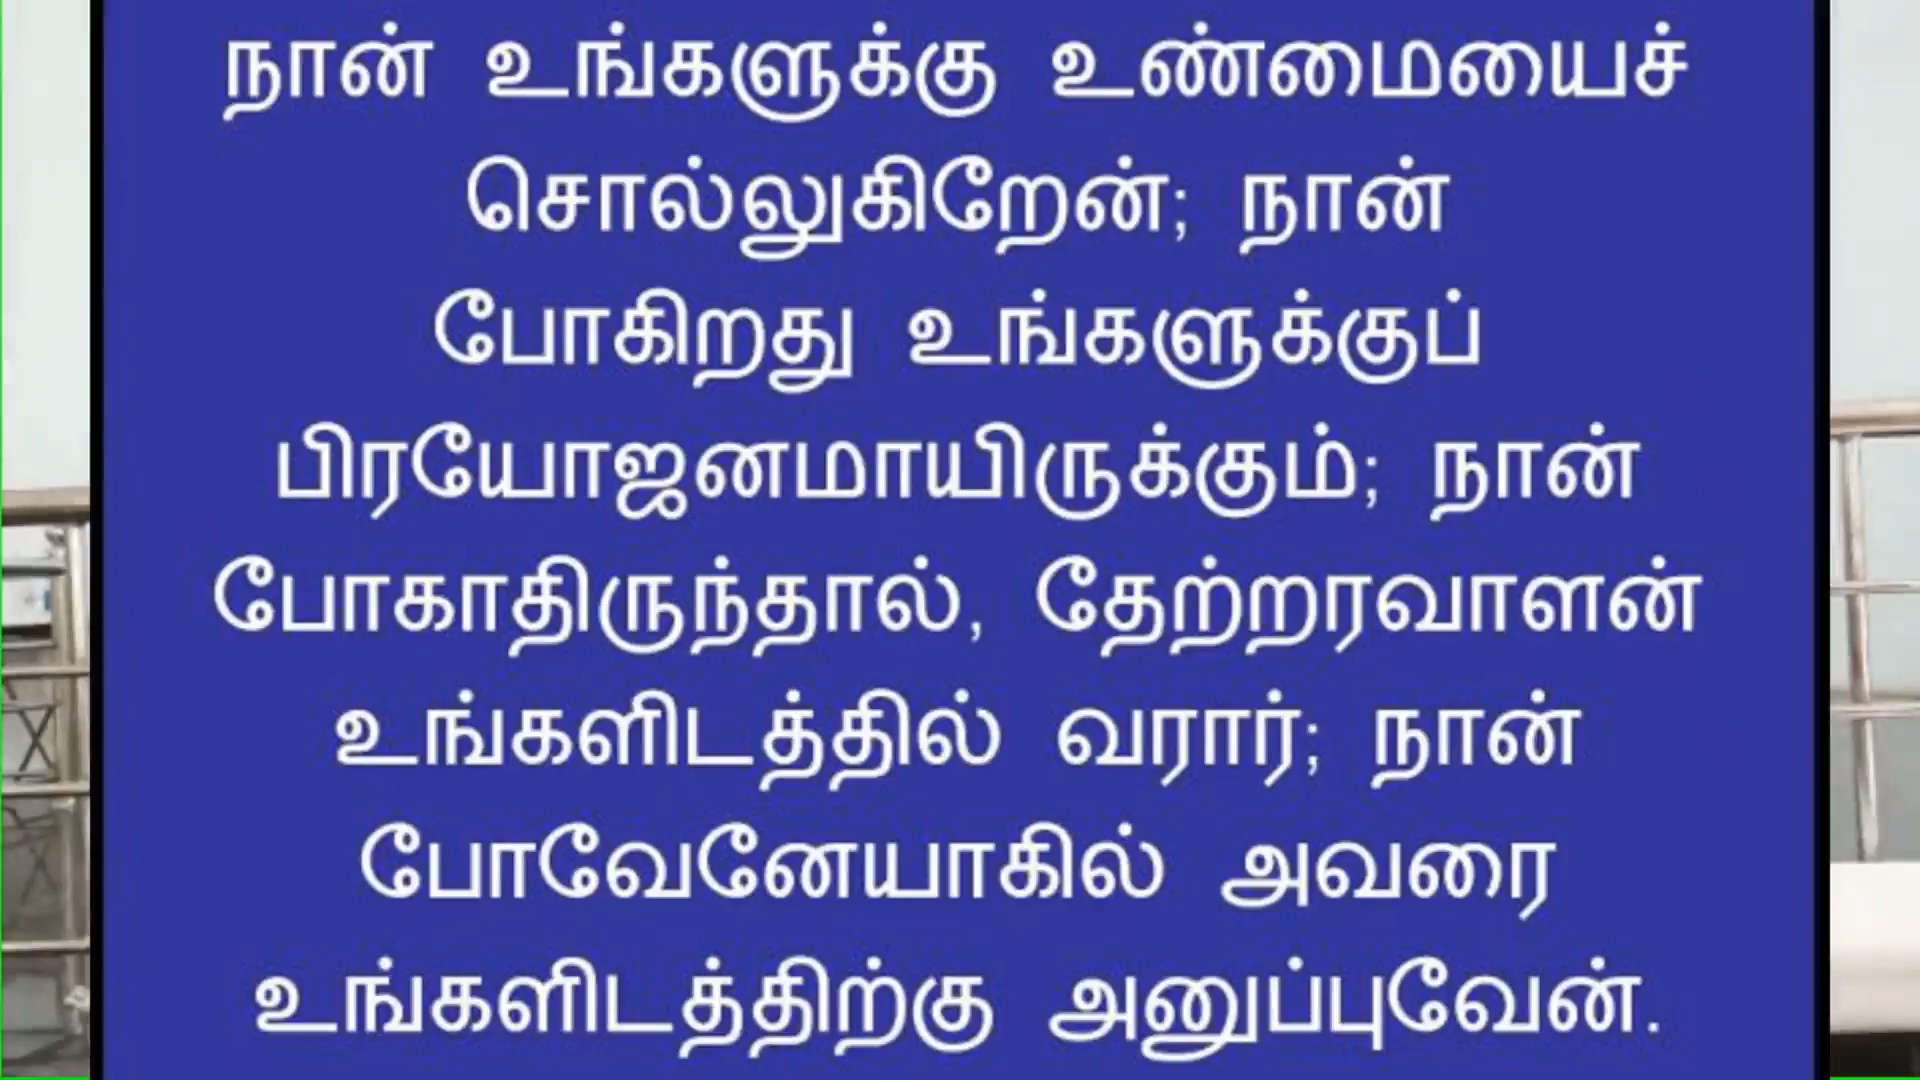 நான் உங்களுக்கு உண்மையைச்
சொல்லுகிறேன்; நான்
போகிறது உங்களுக்குப்
பிரயோஜனமாயிருக்கும்; நான்
போகாதிருந்தால், தேற்றரவாளன்
உங்களிடத்தில் வரார்; நான்
போவேனேயாகில் அவரை
உங்களிடத்திற்கு அனுப்புவேன்.